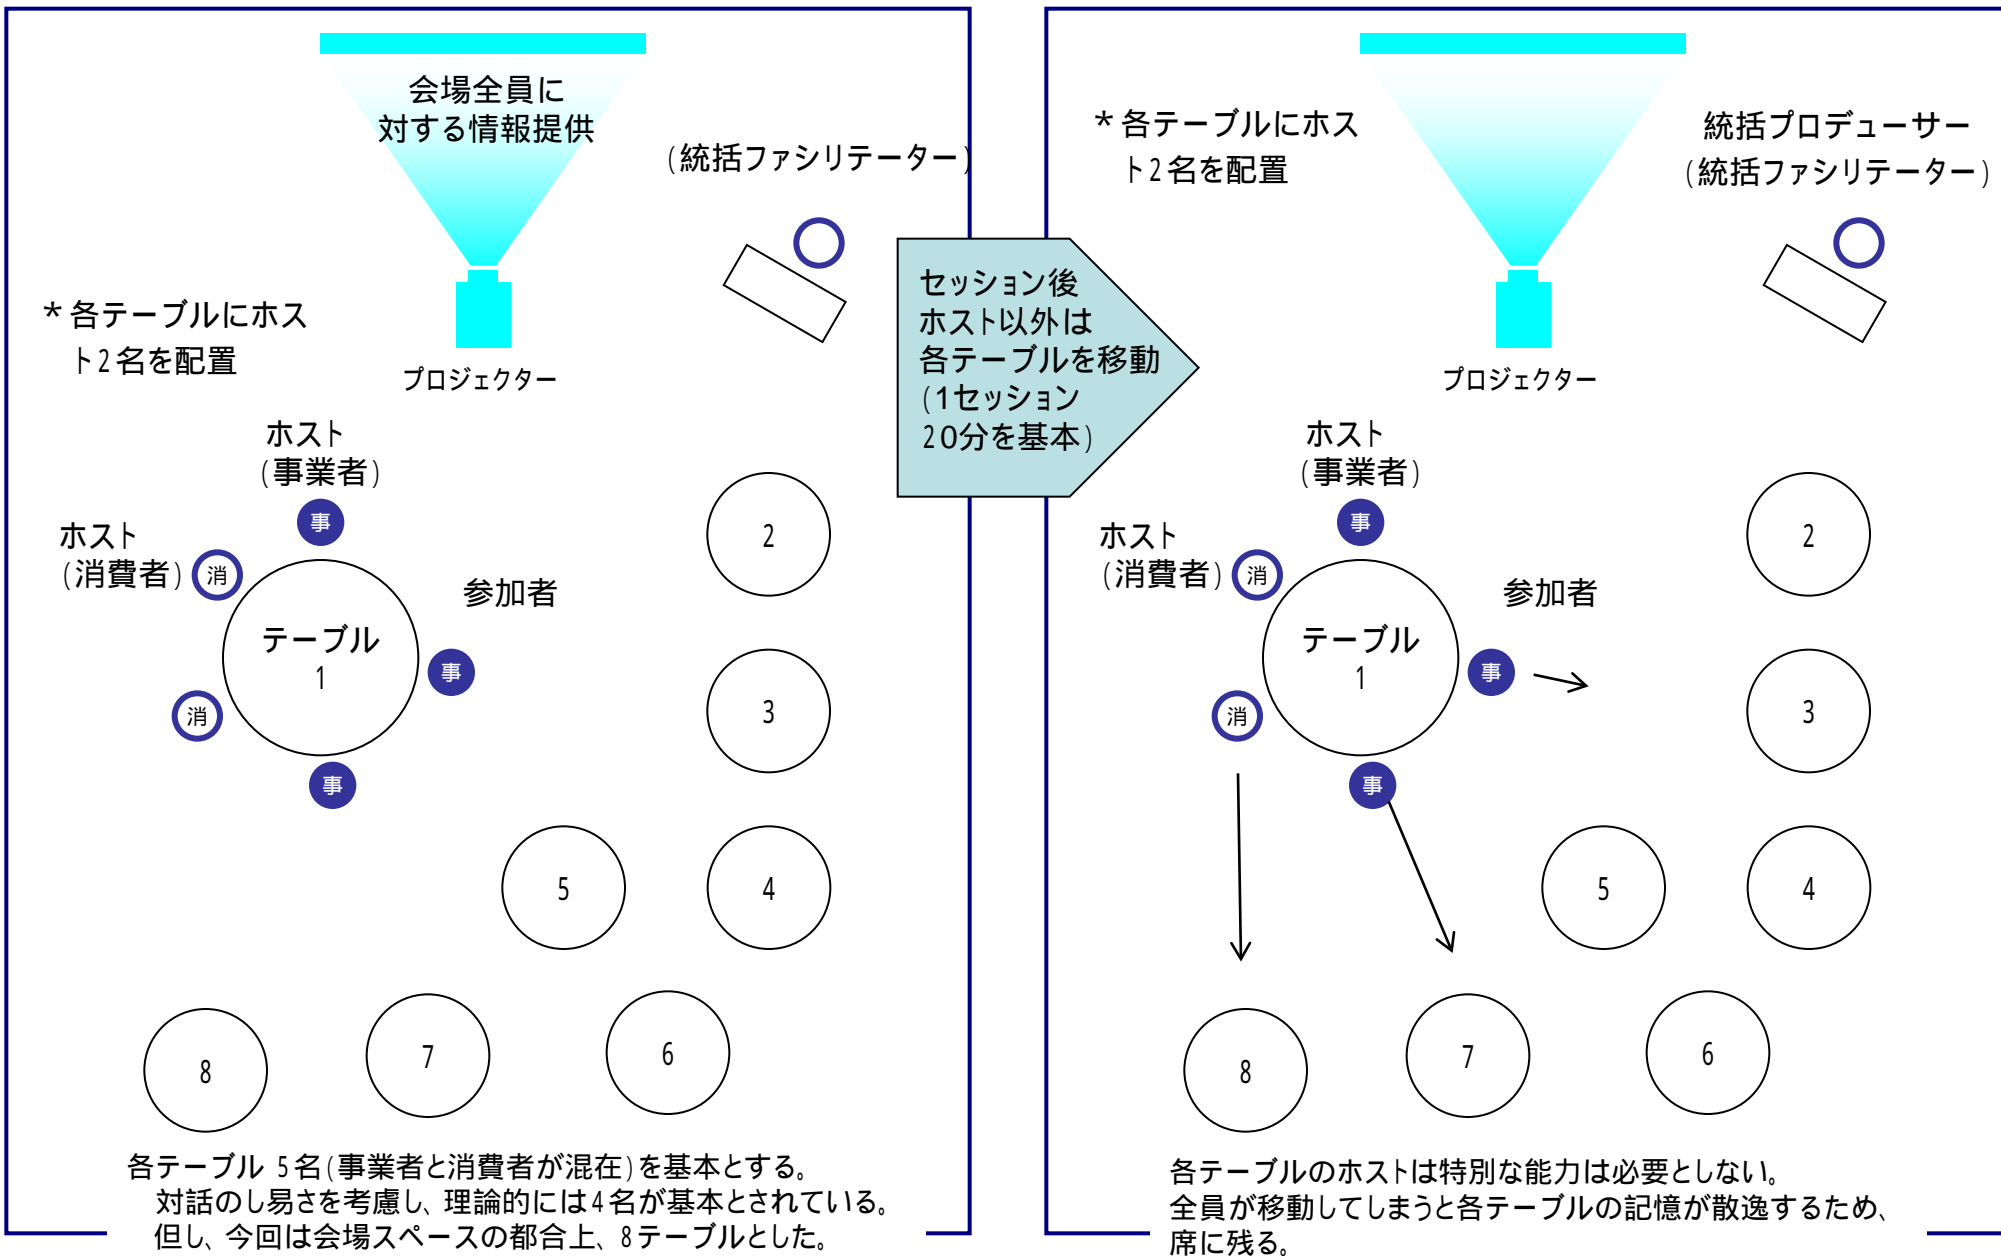 会場全員に
対する情報提供
(統括ファシリテーター)
＊各テーブルにホス
ト2名を配置
プロジェクター
ホスト
(事業者)
事
ホスト
(消費者)
消
参加者
テーブル
1
事
消
事
2
3
5
4
8
7
6
各テーブル 5名(事業者と消費者が混在)を基本とする。
対話のし易さを考慮し、理論的には4名が基本とされている。
但し、今回は会場スペースの都合上、8テーブルとした。
セッション後
ホスト以外は
各テーブルを移動
(1セッション
20分を基本)
＊各テーブルにホス
ト2名を配置
統括プロデューサー
(統括ファシリテーター)
プロジェクター
ホスト
(事業者)
事
ホスト
(消費者)
消
参加者
テーブル
1
事
消
事
2
3
5
4
8
7
6
各テーブルのホストは特別な能力は必要としない。
全員が移動してしまうと各テーブルの記憶が散逸するため、
席に残る。